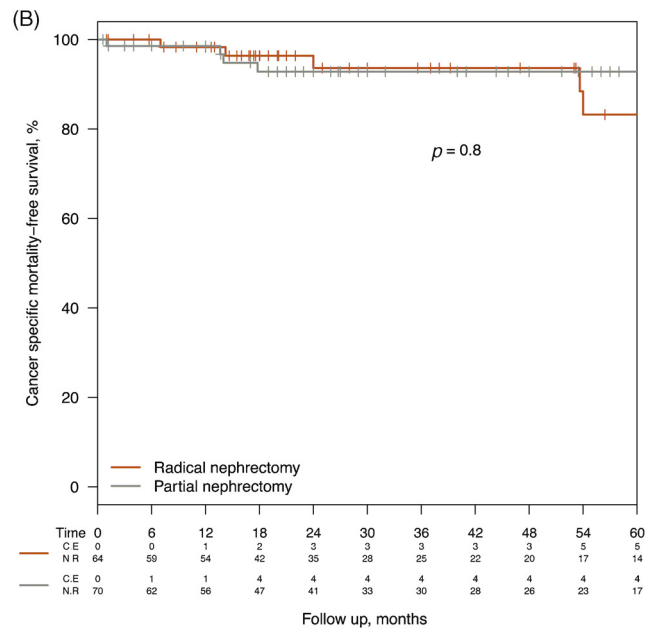 (B)
Cancer specific mortality–free survival, %
100
80
60
40
20
0
p = 0.8
Radical nephrectomy
Partial nephrectomy
Time 0 6 12 18 24 30 36 42 48 54 60
C.E 0 0 1 2 3 3 3 3 3 5 5
N.R 64 59 54 42 35 28 25 22 20 17 14
C.E 0 1 1 4 4 4 4 4 4 4 4
N.R 70 62 56 47 41 33 30 28 26 23 17
Follow up, months